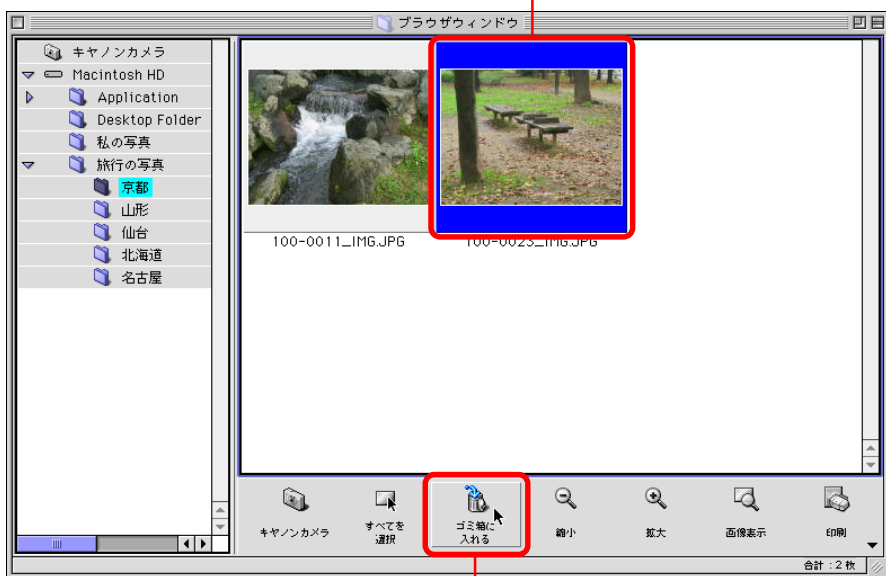 ブラウザウィンドウ
キヤノンカメラ
Macintosh HD
Application
Desktop Folder
私の写真
旅行の写真
京都
山形
仙台
北海道
名古屋
100-0011_IMG.JPG
100-0023_IMG.JPG
キヤノンカメラ
すべてを
選択
ゴミ箱に
入れる
縮小
拡大
画像表示
印刷
合計：2 枚